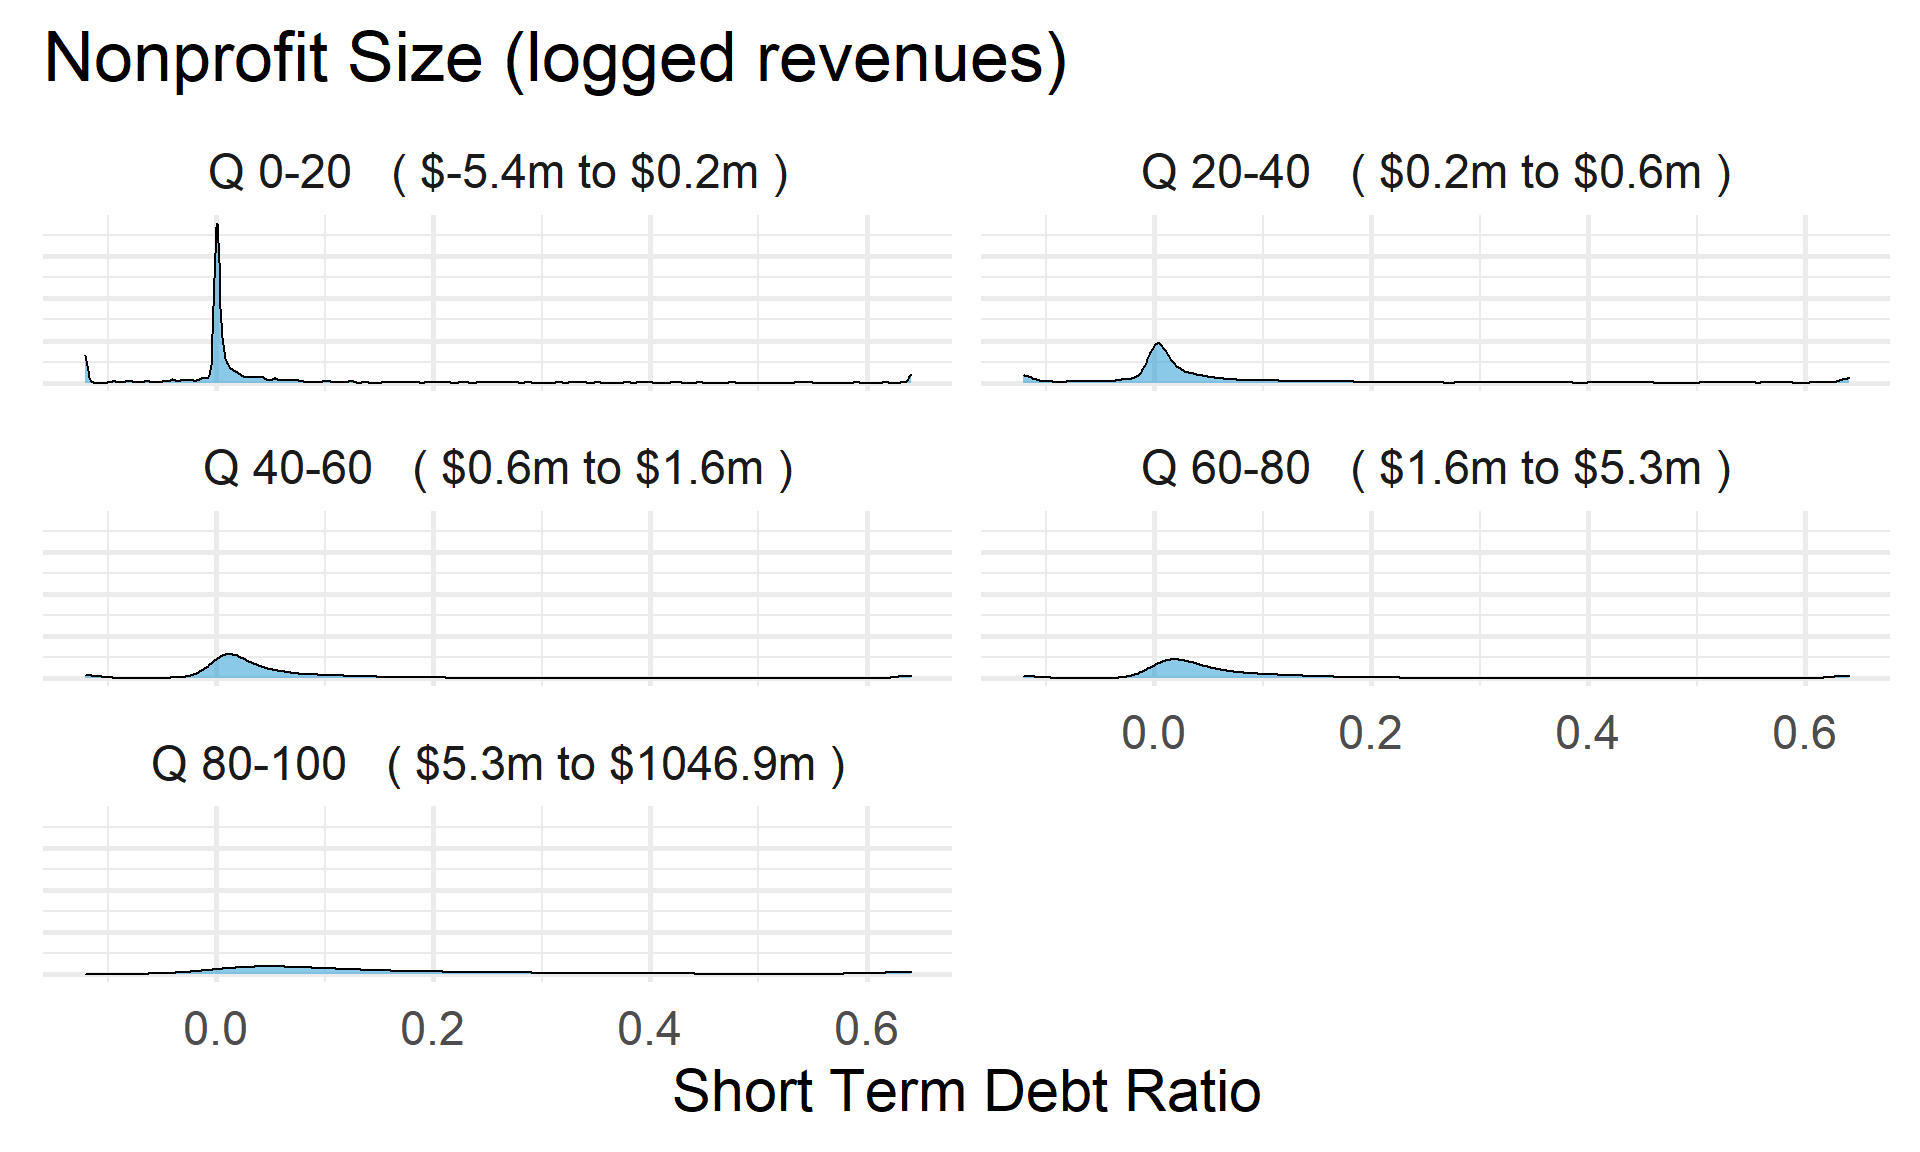 Nonprofit Size (logged revenues)
Q 0-20 ( $-5.4m to $0.2m )
Q 20-40 ( $0.2m to $0.6m )
Q 40-60 ( $0.6m to $1.6m )
Q 60-80 ( $1.6m to $5.3m )
0.0 0.2 0.4 0.6
Q 80-100 ( $5.3m to $1046.9m )
0.0 0.2 0.4 0.6
Short Term Debt Ratio